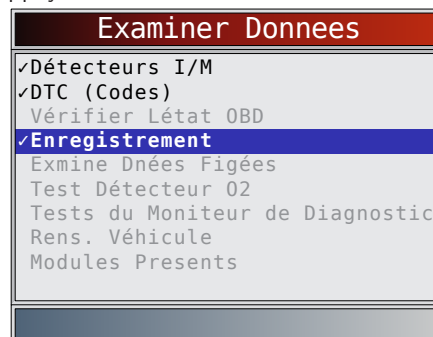 Examiner Donnees
✓Détecteurs I/M
✓DTC (Codes)
Vérifier Létat OBD
✓Enregistrement
Exmine Dnées Figées
Test Détecteur O2
Tests du Moniteur de Diagnostic
Rens. Véhicule
Modules Presents